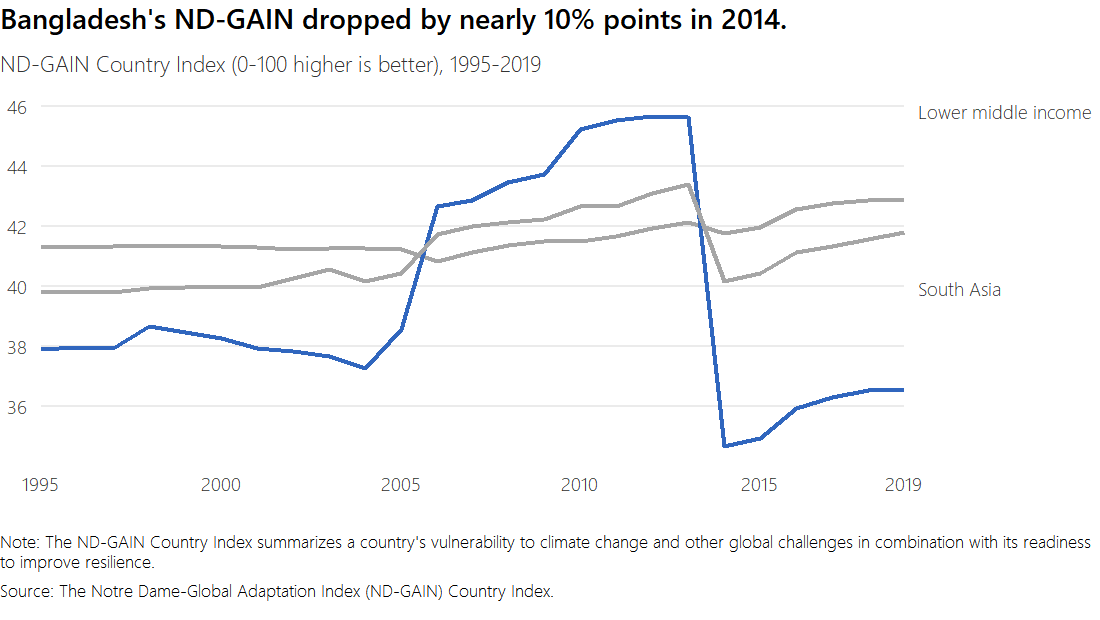 Bangladesh's ND-GAIN dropped by nearly 10% points in 2014.
ND-GAIN Country Index (0-100 higher is better), 1995-2019
46
Lower middle income
44
42
40
South Asia
38
36
1995 2000 2005 2010 2015 2019
Note: The ND-GAIN Country Index summarizes a country's vulnerability to climate change and other global challenges in combination with its readiness
to improve resilience.
Source: The Notre Dame-Global Adaptation Index (ND-GAIN) Country Index.